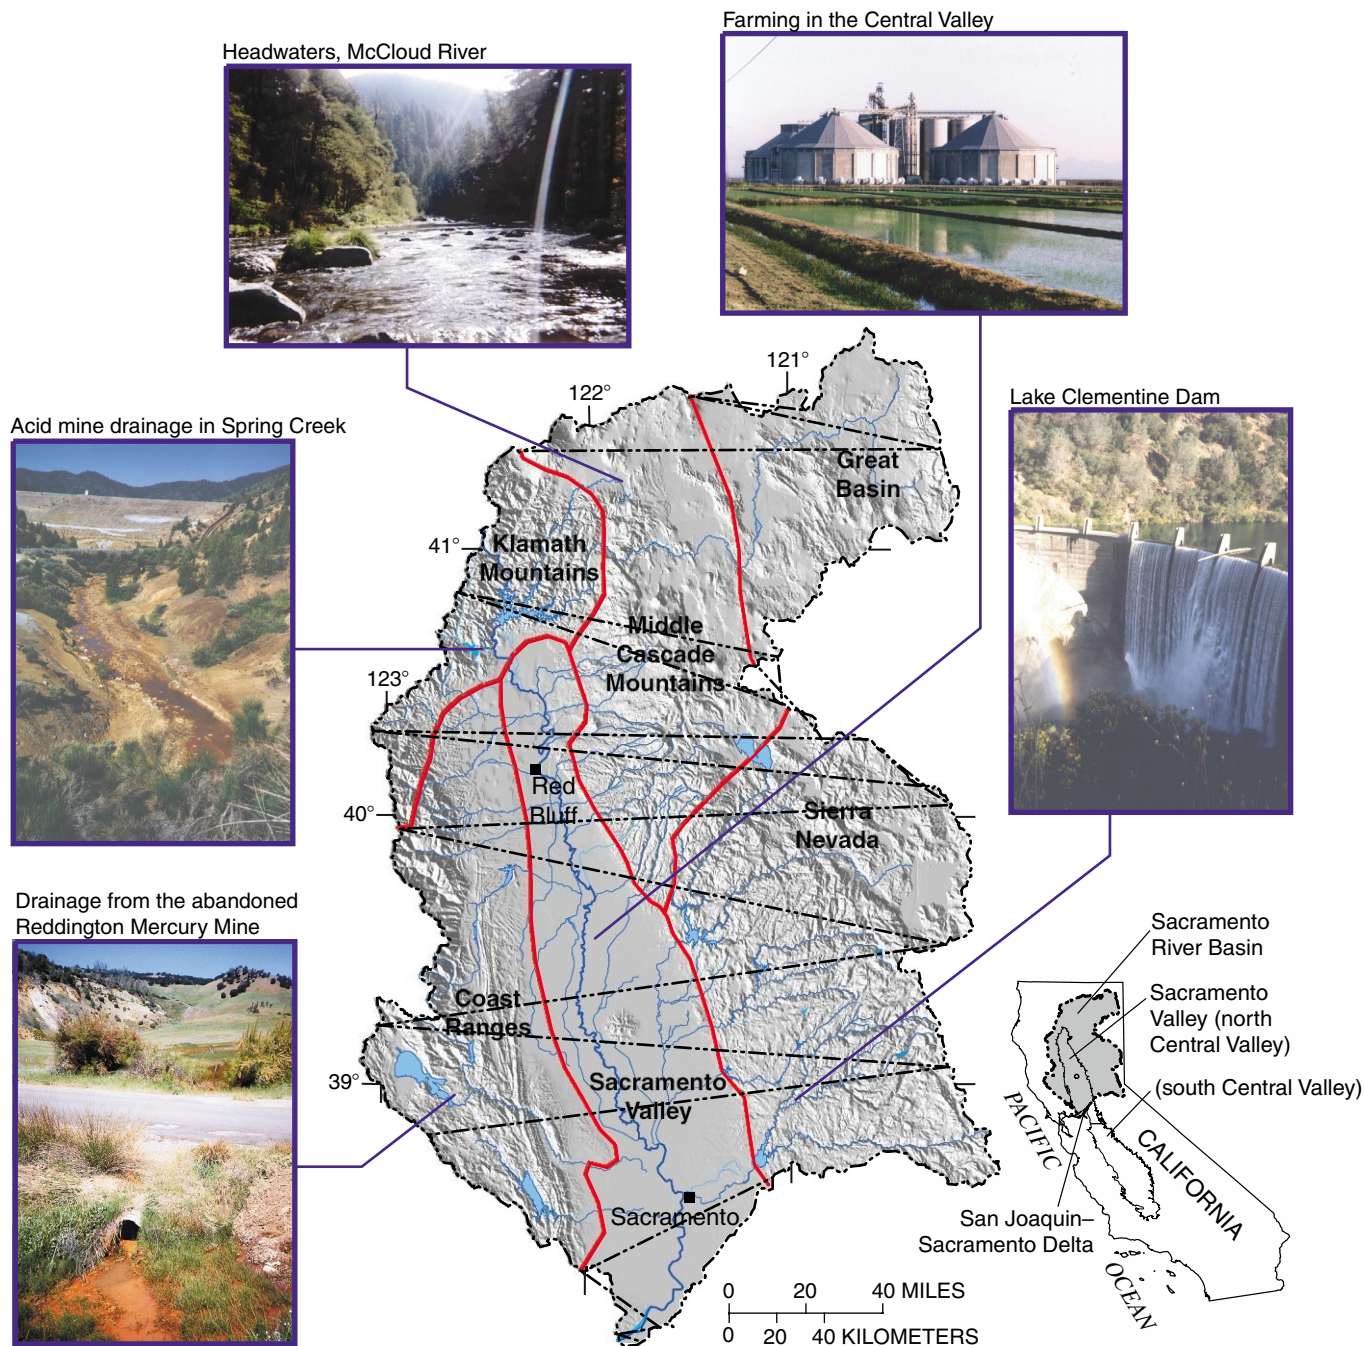 Farming in the Central Valley
Headwaters, McCloud River
121°
122°
Lake Clementine Dam
Acid mine drainage in Spring Creek
Great
Basin
41°
Klamath
Mountains
Middle
Cascade
Mountains
123°
Red
Bluff
40°
Sierra
Nevada
Drainage from the abandoned
Reddington Mercury Mine
Sacramento
River Basin
Coast
Ranges
Sacramento
Valley (north
Central Valley)
39°
Sacramento
Valley
(south Central Valley)
PACIFIC
CALIFORNIA
Sacramento
San Joaquin–
Sacramento Delta
OCEAN
0 20 40 MILES
0 20 40 KILOMETERS